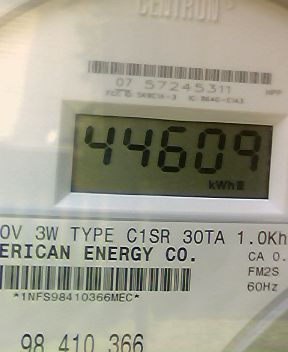 CENTRON
07 57245311
44609
kWh
0V 3W TYPE C1SR 30TA 1.0Kh
ERICAN ENERGY CO.
CA 0.
FM2S
60Hz
*1NFS98410366MEC*
98 410 366